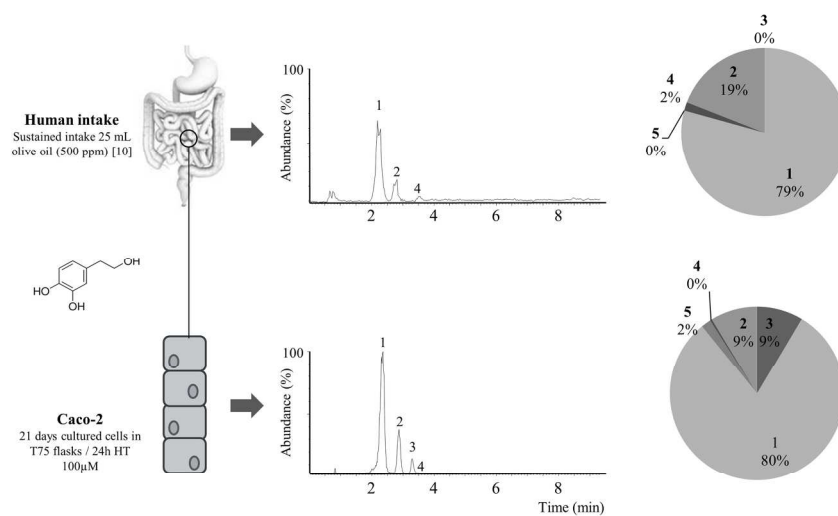 Human intake
Sustained intake 25 mL
olive oil (500 ppm) [10]
100
Abundance (%)
1
2
4
2
4
6
8
3
0%
4
2%
2
19%
5
0%
1
79%
OH
HO
OH
Caco-2
21 days cultured cells in
T75 flasks / 24h HT
100µM
100
Abundance (%)
1
2
3
4
2
4
6
8
Time (min)
4
0%
5
2%
2
9%
3
9%
1
80%